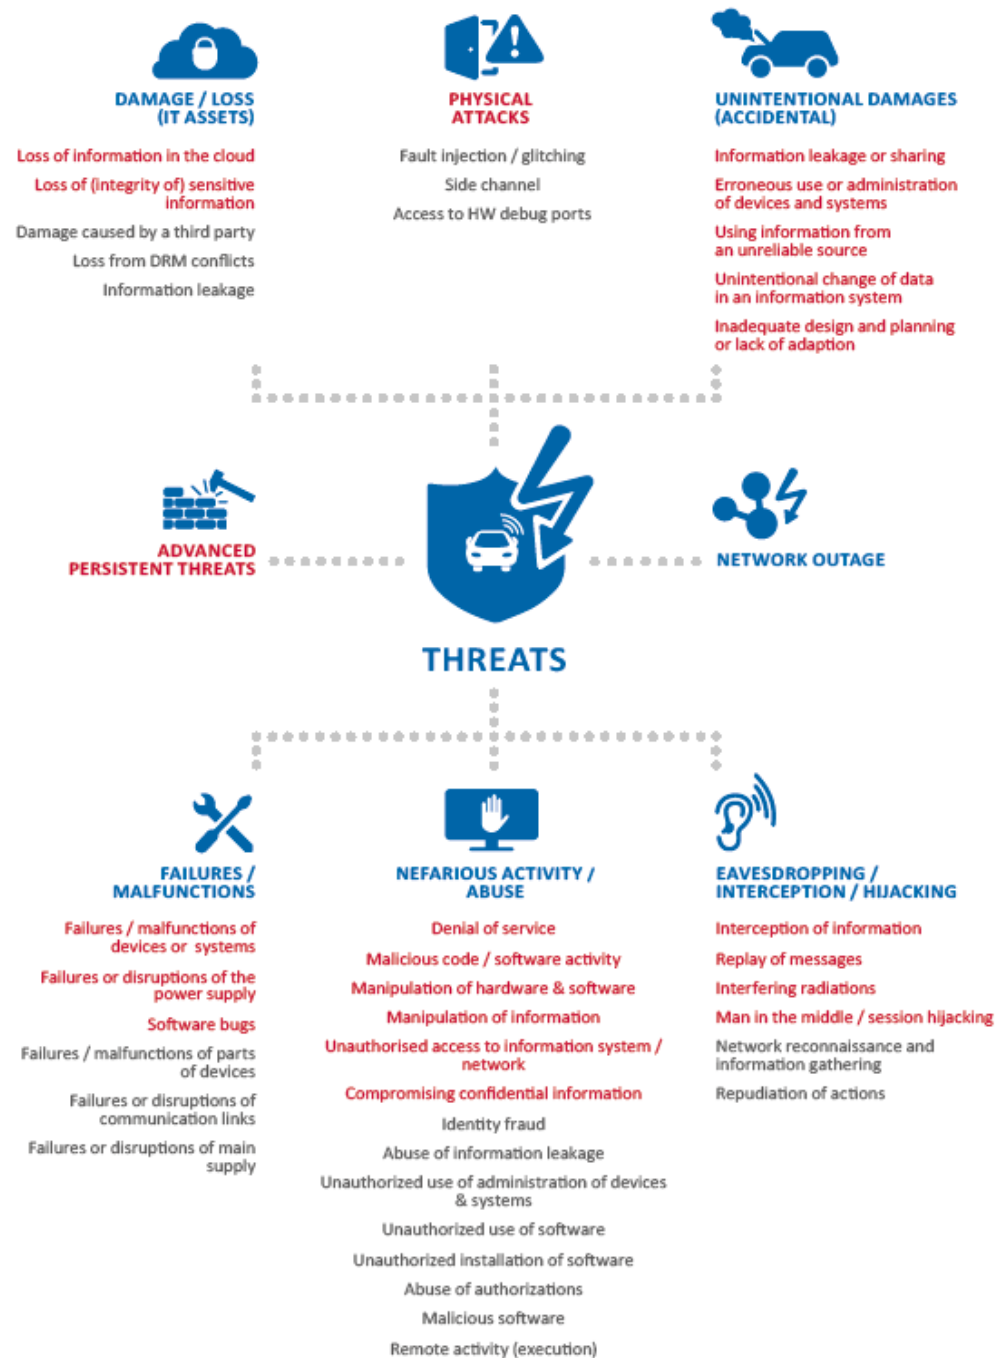 DAMAGE / LOSS
(IT ASSETS)
Loss of information in the cloud
Loss of (integrity of) sensitive
information
Damage caused by a third party
Loss from DRM conflicts
Information leakage
PHYSICAL
ATTACKS
Fault injection / glitching
Side channel
Access to HW debug ports
UNINTENTIONAL DAMAGES
(ACCIDENTAL)
Information leakage or sharing
Erroneous use or administration
of devices and systems
Using information from
an unreliable source
Unintentional change of data
in an information system
Inadequate design and planning
or lack of adaption
ADVANCED
PERSISTENT THREATS
THREATS
NETWORK OUTAGE
FAILURES /
MALFUNCTIONS
Failures / malfunctions of
devices or systems
Failures or disruptions of the
power supply
Software bugs
Failures / malfunctions of parts
of devices
Failures or disruptions of
communication links
Failures or disruptions of main
supply
NEFARIOUS ACTIVITY /
ABUSE
Denial of service
Malicious code / software activity
Manipulation of hardware & software
Manipulation of information
Unauthorised access to information system /
network
Compromising confidential information
Identity fraud
Abuse of information leakage
Unauthorized use of administration of devices
& systems
Unauthorized use of software
Unauthorized installation of software
Abuse of authorizations
Malicious software
Remote activity (execution)
EAVESDROPPING /
INTERCEPTION / HIJACKING
Interception of information
Replay of messages
Interfering radiations
Man in the middle / session hijacking
Network reconnaissance and
information gathering
Repudiation of actions